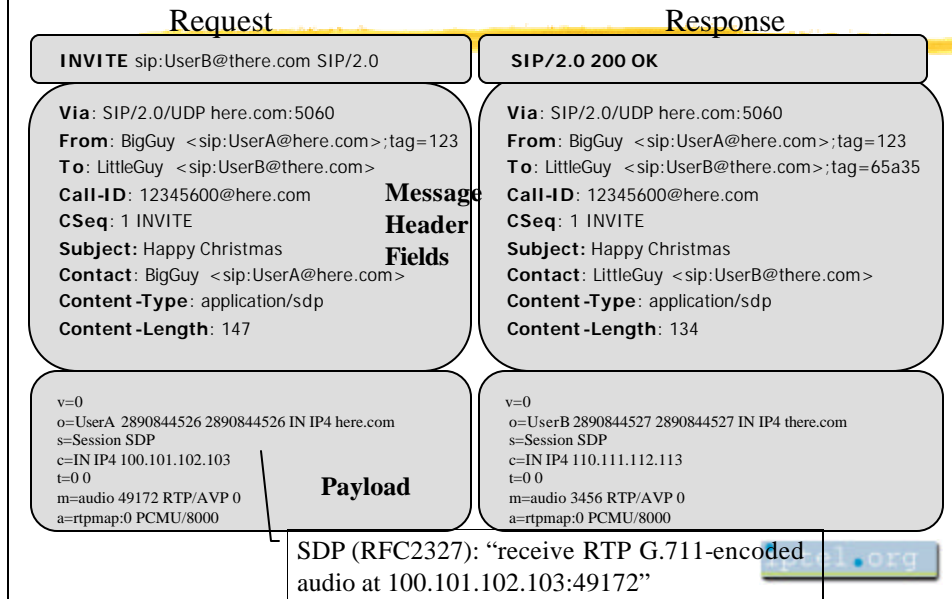 Request
INVITE sip:UserB@there.com SIP/2.0
Via: SIP/2.0/UDP here.com:5060
From: BigGuy <sip:UserA@here.com>;tag=123
To: LittleGuy <sip:UserB@there.com>
Call-ID: 12345600@here.com
CSeq: 1 INVITE
Subject: Happy Christmas
Contact: BigGuy <sip:UserA@here.com>
Content-Type: application/sdp
Content-Length: 147
Message
Header
Fields
v=0
o=UserA 2890844526 2890844526 IN IP4 here.com
s=Session SDP
c=IN IP4 100.101.102.103
t=0 0
m=audio 49172 RTP/AVP 0
a=rtpmap:0 PCMU/8000
Payload
Response
SIP/2.0 200 OK
Via: SIP/2.0/UDP here.com:5060
From: BigGuy <sip:UserA@here.com>;tag=123
To: LittleGuy <sip:UserB@there.com>;tag=65a35
Call-ID: 12345600@here.com
CSeq: 1 INVITE
Subject: Happy Christmas
Contact: LittleGuy <sip:UserB@there.com>
Content-Type: application/sdp
Content-Length: 134
v=0
o=UserB 2890844527 2890844527 IN IP4 there.com
s=Session SDP
c=IN IP4 110.111.112.113
t=0 0
m=audio 3456 RTP/AVP 0
a=rtpmap:0 PCMU/8000
SDP (RFC2327): “receive RTP G.711-encoded
audio at 100.101.102.103:49172”
iptel.org